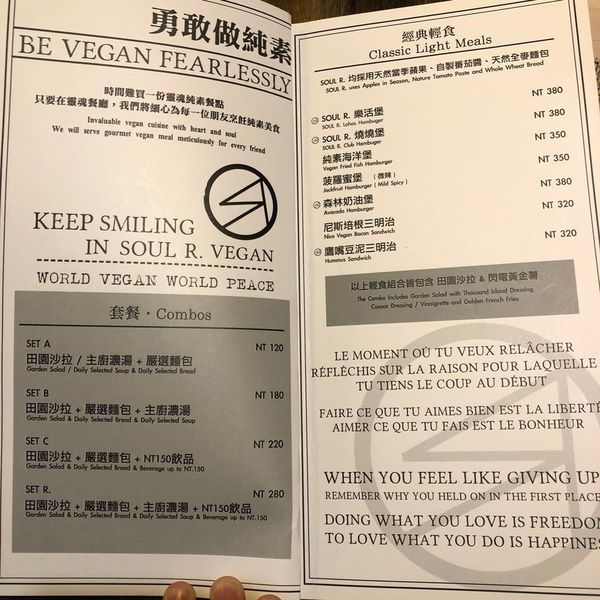 勇敢做純素
BE VEGAN FEARLESSLY
時間難買一份靈魂純素餐點
只要在靈魂餐廳，我們將細心為每一位朋友烹飪純素美食
Invaluable vegan cuisine with heart and soul
We will serve gourmet vegan meal meticulously for every friend
KEEP SMILING
IN SOUL R. VEGAN
WORLD VEGAN WORLD PEACE
套餐・Combos
SET A NT 110
田園沙拉 / 主廚濃湯 + 嚴選麵包
Garden Salad / Daily Selected Soup & Daily Selected Bread
SET B NT 180
田園沙拉 + 嚴選麵包 + 主廚濃湯
Garden Salad & Daily Selected Bread & Daily Selected Soup
SET C NT 220
田園沙拉 + 嚴選麵包 + NT150飲品
Garden Salad & Daily Selected Bread & Beverage up to NT.150
SET R. NT 280
田園沙拉 + 嚴選麵包 + 主廚濃湯 + NT150飲品
Garden Salad & Daily Selected Bread & Daily Selected Soup & Beverage up to NT.150
經典輕食
Classic Light Meals
SOUL R. 均採用天然當季蘋果、自製番茄醬、天然全麥麵包
SOUL R. uses Apples in Season, Nature Tomato Paste and Whole Wheat Bread
SOUL R. 樂活堡 NT 380
SOUL R. Lohas Hambuger
SOUL R. 燒燒堡 NT 380
SOUL R. Club Hamburger
純素海洋堡 NT 350
Vegan Fried Fish Hamburger
菠羅蜜堡 （微辣） NT 350
Jackfruit Hamburger ( Mild Spicy )
森林奶油堡 NT 380
Avocado Hamburger
尼斯培根三明治 NT 320
Nice Vegan Bacon Sandwich
鷹嘴豆泥三明治 NT 320
Hummus Sandwich
以上輕食組合皆包含 田園沙拉 & 閃電黃金薯
The Combo Includes Garden Salad with Thousand Island Dressing
Caesar Dressing / Vinaigrette and Golden French Fries
LE MOMENT OÙ TU VEUX RELÂCHER
RÉFLÉCHIS SUR LA RAISON POUR LAQUELLE
TU TIENS LE COUP AU DÉBUT
FAIRE CE QUE TU AIMES BIEN EST LA LIBERTÉ
AIMER CE QUE TU FAIS EST LE BONHEUR
WHEN YOU FEEL LIKE GIVING UP
REMEMBER WHY YOU HELD ON IN THE FIRST PLACE
DOING WHAT YOU LOVE IS FREEDOM
TO LOVE WHAT YOU DO IS HAPPINES